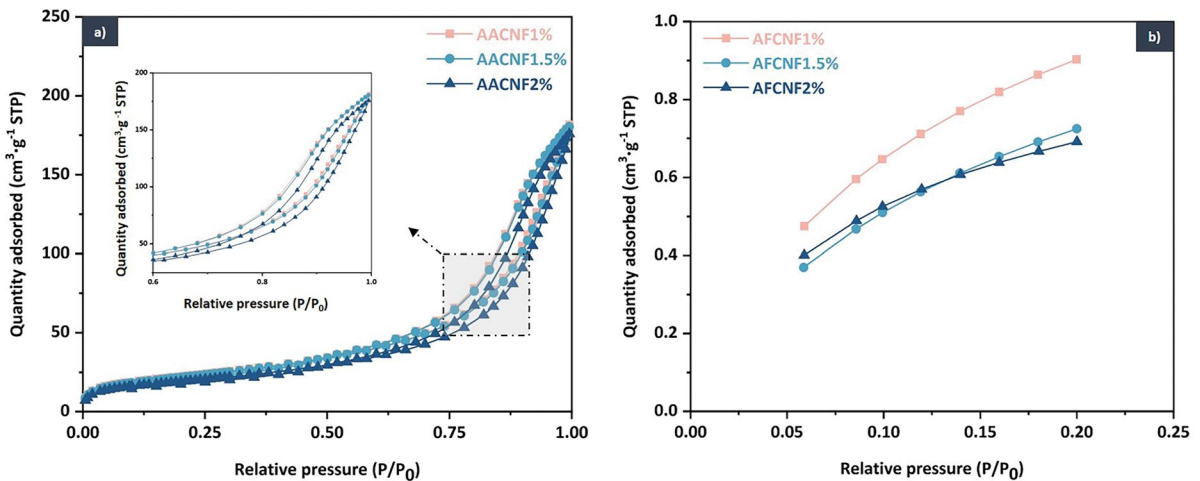 a)
AACNF1%
AACNF1.5%
AACNF2%
Quantity adsorbed (cm³·g⁻¹ STP)
250
200
150
100
50
0
0.00
0.25
0.50
0.75
1.00
Relative pressure (P/P₀)
Quantity adsorbed (cm³·g⁻¹ STP)
200
150
100
50
0.6
0.8
1.0
Relative pressure (P/P₀)
b)
AFCNF1%
AFCNF1.5%
AFCNF2%
Quantity adsorbed (cm³·g⁻¹ STP)
1.0
0.8
0.6
0.4
0.2
0.0
0.00
0.05
0.10
0.15
0.20
0.25
Relative pressure (P/P₀)